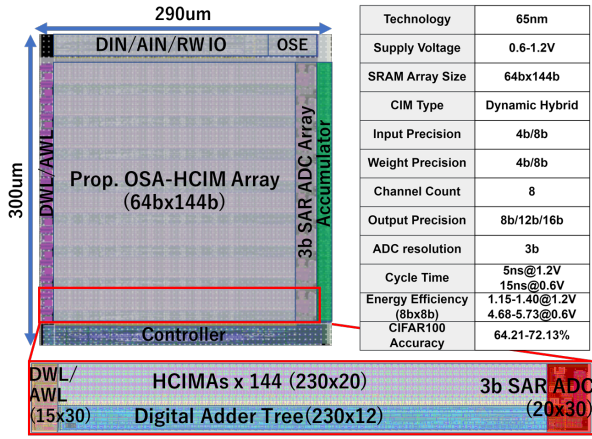 290um
300um
DIN/AIN/RW IO
OSE
DWL/AWL
Prop. OSA-HCIM Array
(64bx144b)
3b SAR ADC Array
Accumulator
Controller
Technology 65nm
Supply Voltage 0.6-1.2V
SRAM Array Size 64bx144b
CIM Type Dynamic Hybrid
Input Precision 4b/8b
Weight Precision 4b/8b
Channel Count 8
Output Precision 8b/12b/16b
ADC resolution 3b
Cycle Time 5ns@1.2V
15ns@0.6V
Energy Efficiency 1.15-1.40@1.2V
(8bx8b) 4.68-5.73@0.6V
CIFAR100 64.21-72.13%
Accuracy
DWL/
AWL
(15x30)
HCIMAs x 144 (230x20)
Digital Adder Tree(230x12)
3b SAR ADC
(20x30)